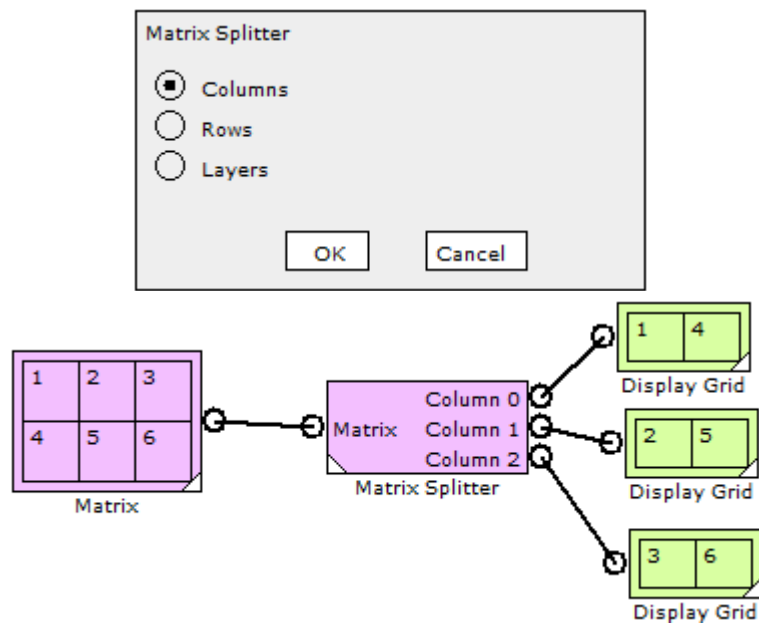 Matrix Splitter
Columns
Rows
Layers
OK Cancel
1 4
Display Grid
1 2 3
4 5 6
Matrix
Matrix
Column 0
Column 1
Column 2
Matrix Splitter
2 5
Display Grid
3 6
Display Grid